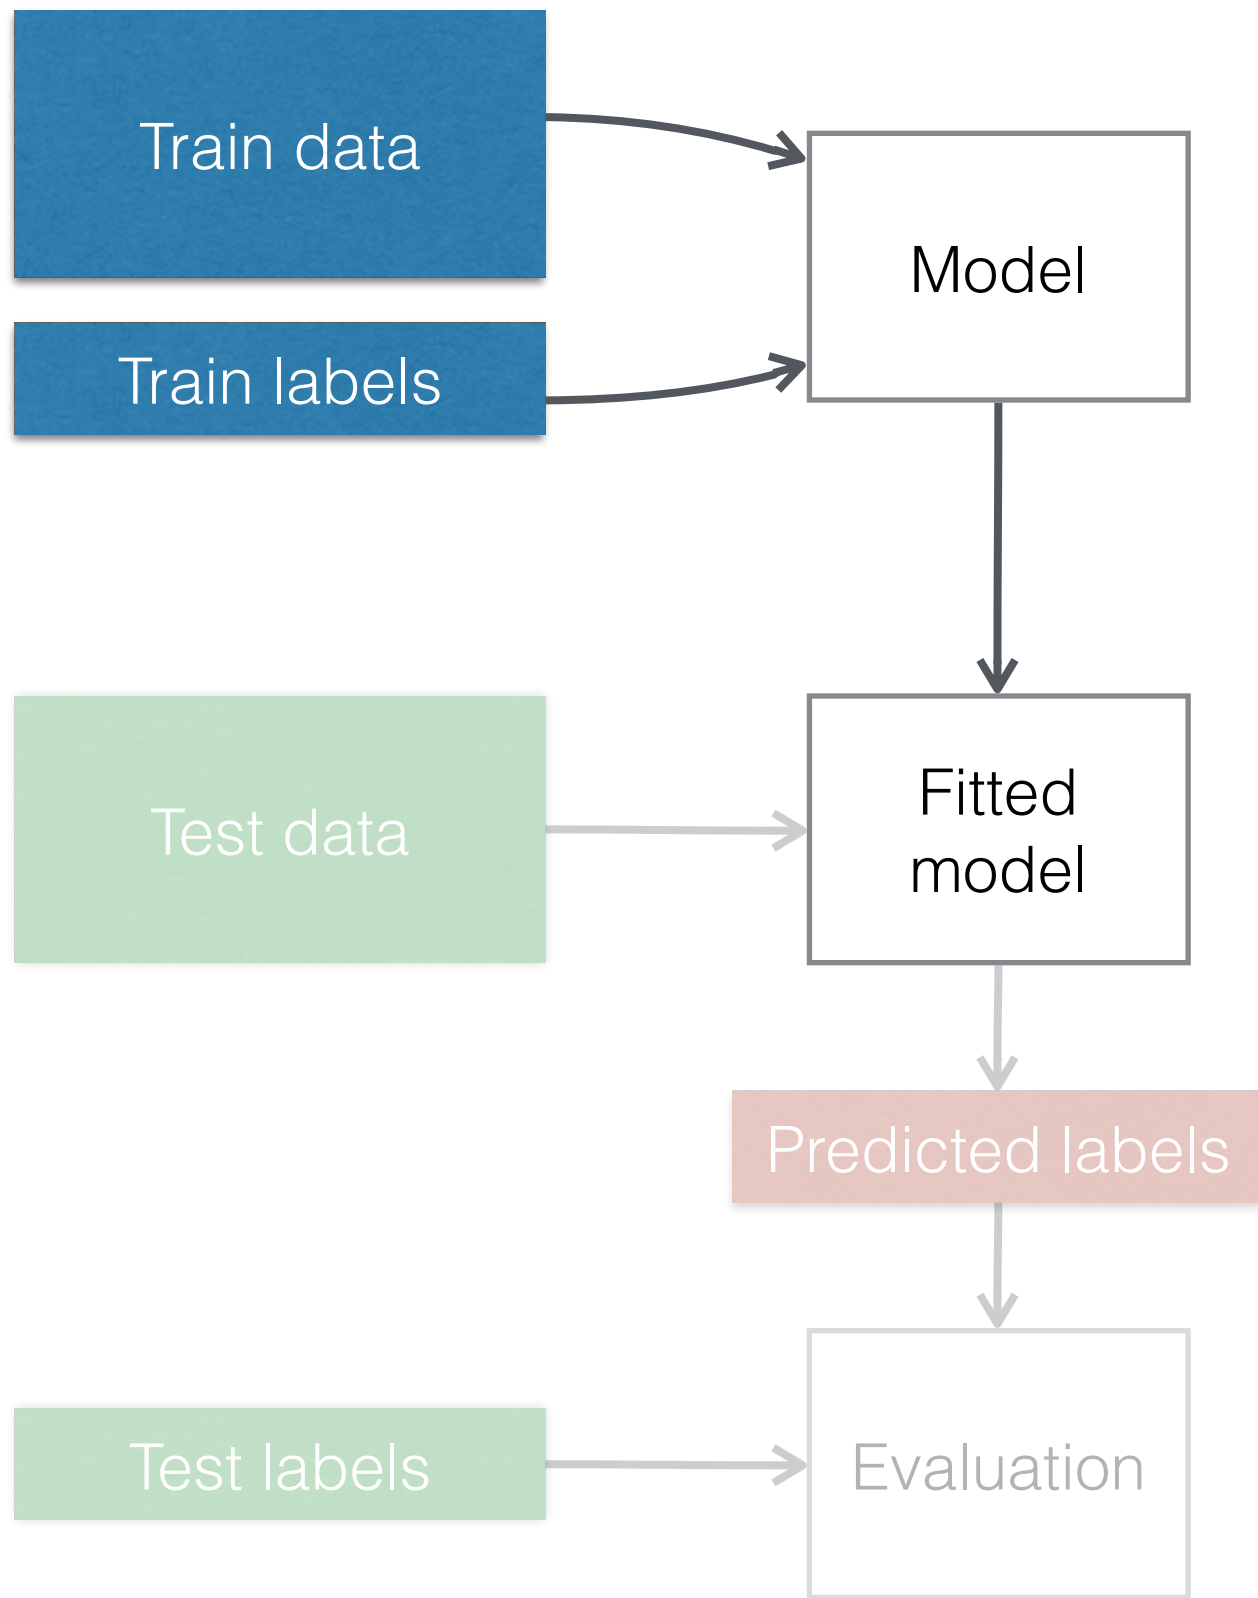 Train data
Model
Train labels
Fitted
model
Test data
Predicted labels
Test labels
Evaluation